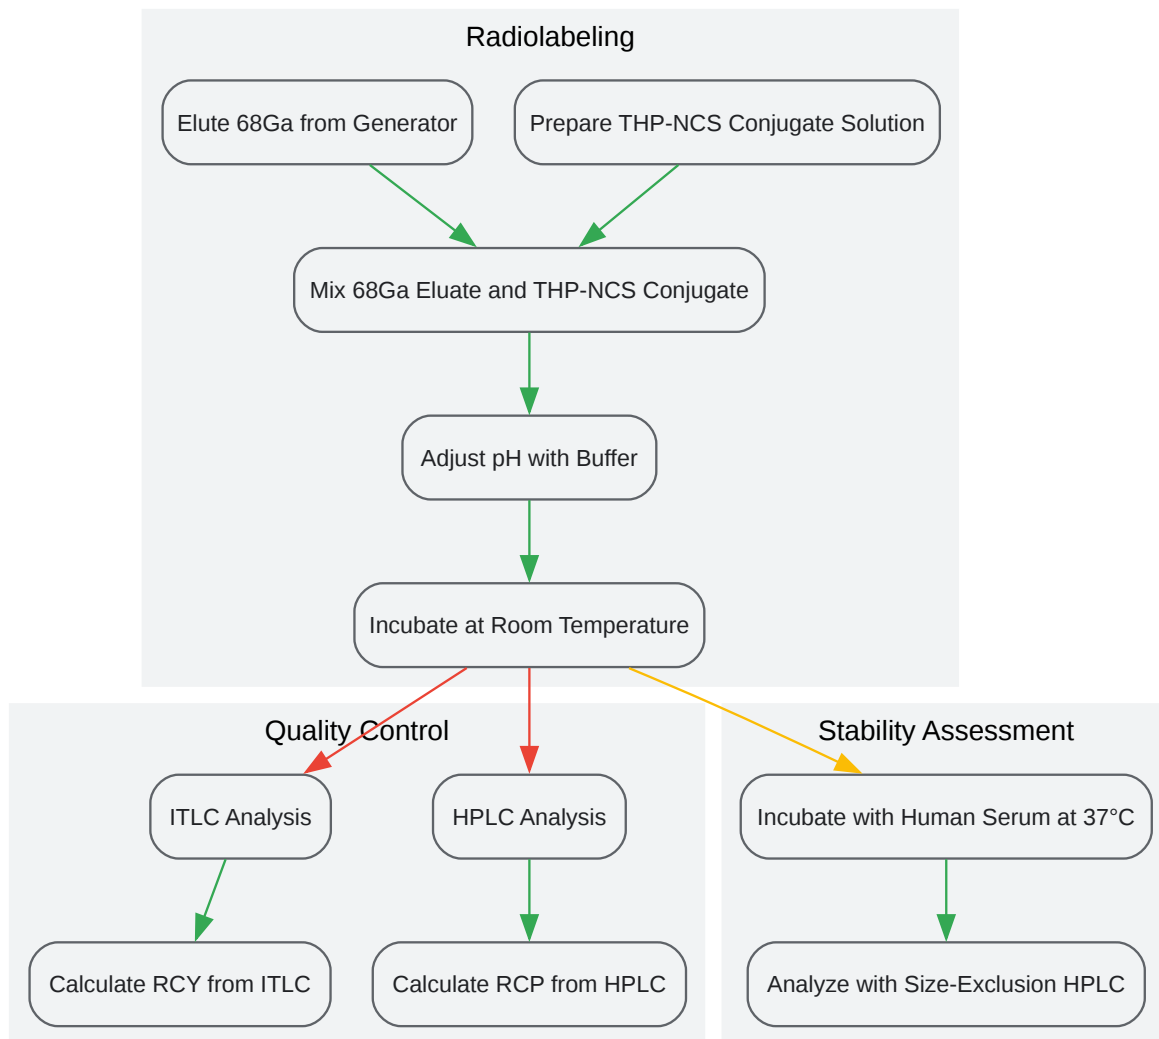 Radiolabeling
Elute 68Ga from Generator
Prepare THP-NCS Conjugate Solution
Mix 68Ga Eluate and THP-NCS Conjugate
Adjust pH with Buffer
Incubate at Room Temperature
Quality Control
Stability Assessment
ITLC Analysis
HPLC Analysis
Incubate with Human Serum at 37°C
Calculate RCY from ITLC
Calculate RCP from HPLC
Analyze with Size-Exclusion HPLC